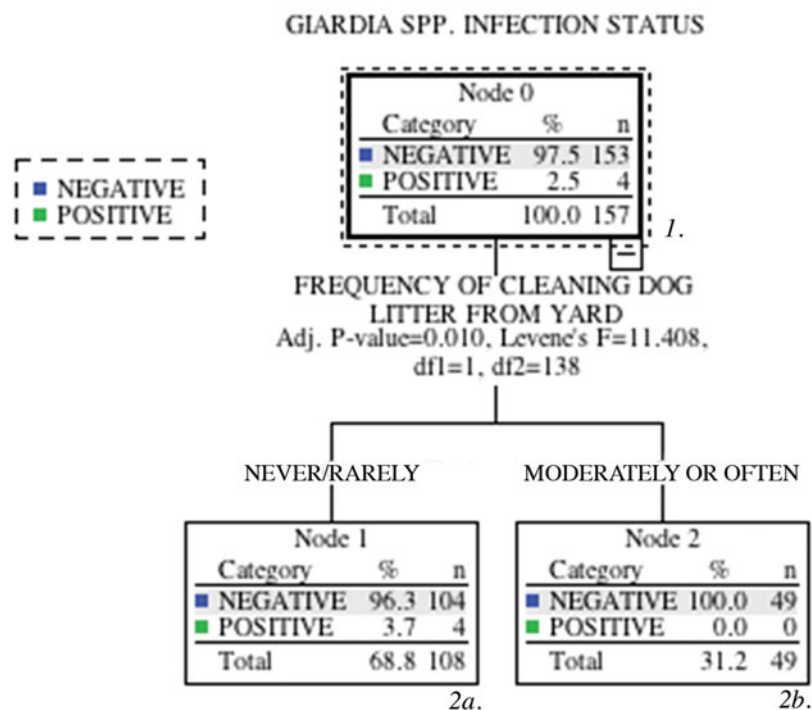 GIARDIA SPP. INFECTION STATUS
NEGATIVE
POSITIVE
Node 0
Category % n
NEGATIVE 97.5 153
POSITIVE 2.5 4
Total 100.0 157
1.
FREQUENCY OF CLEANING DOG
LITTER FROM YARD
Adj. P-value=0.010, Levene's F=11.408,
df1=1, df2=138
NEVER/RARELY
MODERATELY OR OFTEN
Node 1
Category % n
NEGATIVE 96.3 104
POSITIVE 3.7 4
Total 68.8 108
2a.
Node 2
Category % n
NEGATIVE 100.0 49
POSITIVE 0.0 0
Total 31.2 49
2b.